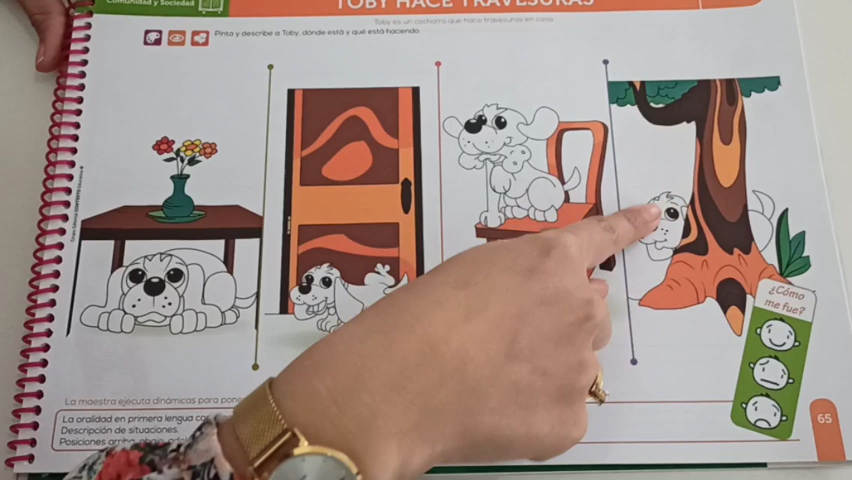 Comunidad y Sociedad
TOBY HACE TRAVESURAS
Toby es un cachorro que hace travesuras en casa.
Pinta y describe a Toby, dónde está y qué está haciendo.
¿Cómo
me fue?
La maestra ejecuta dinámicas para pone
La oralidad en primera lengua
Descripción de situaciones.
Posiciones arriba, abajo,
65